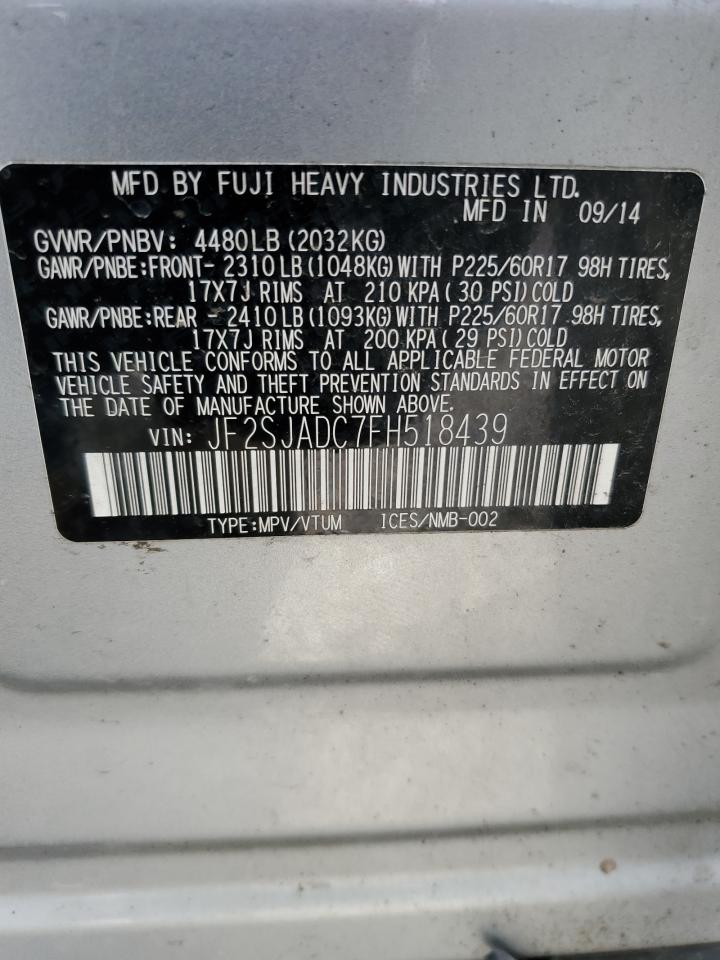 MFD BY FUJI HEAVY INDUSTRIES LTD.
MFD IN 09/14
GVWR/PNBV: 4480LB (2032KG)
GAWR/PNBE:FRONT- 2310LB (1048KG) WITH P225/60R17 98H TIRES,
17X7J RIMS AT 210 KPA ( 30 PSI) COLD
GAWR/PNBE:REAR -2410LB (1093KG) WITH P225/60R17 98H TIRES,
17X7J RIMS AT 200 KPA ( 29 PSI) COLD
THIS VEHICLE CONFORMS TO ALL APPLICABLE FEDERAL MOTOR
VEHICLE SAFETY AND THEFT PREVENTION STANDARDS IN EFFECT ON
THE DATE OF MANUFACTURE SHOWN ABOVE.
VIN: JF2SJADC7FH518439
TYPE:MPV/VTUM ICES/NMB-002